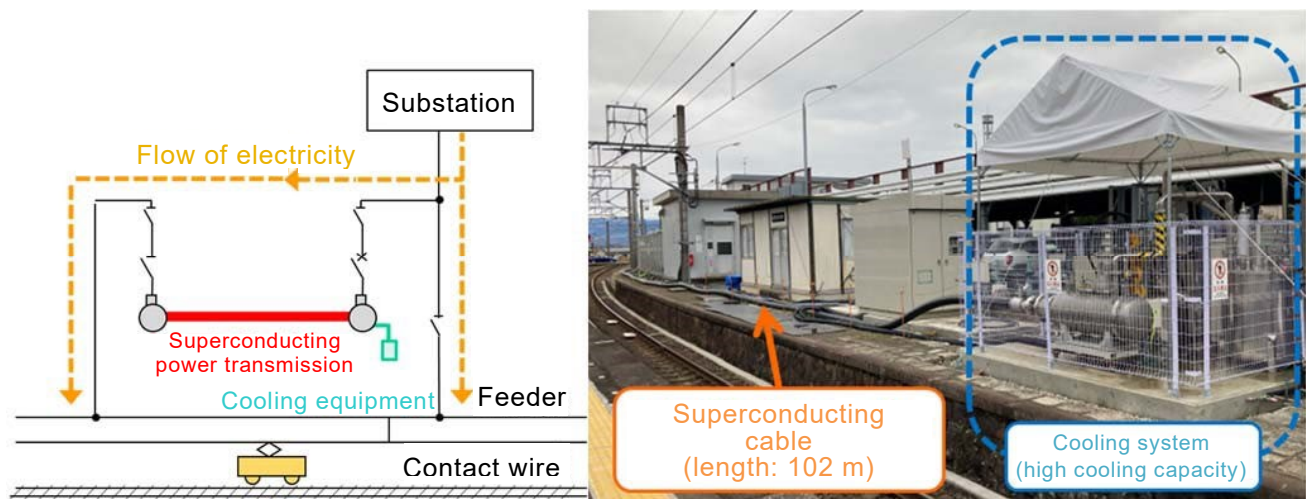 Substation
Flow of electricity
Superconducting
power transmission
Cooling equipment
Feeder
Contact wire
Superconducting
cable
(length: 102 m)
Cooling system
(high cooling capacity)